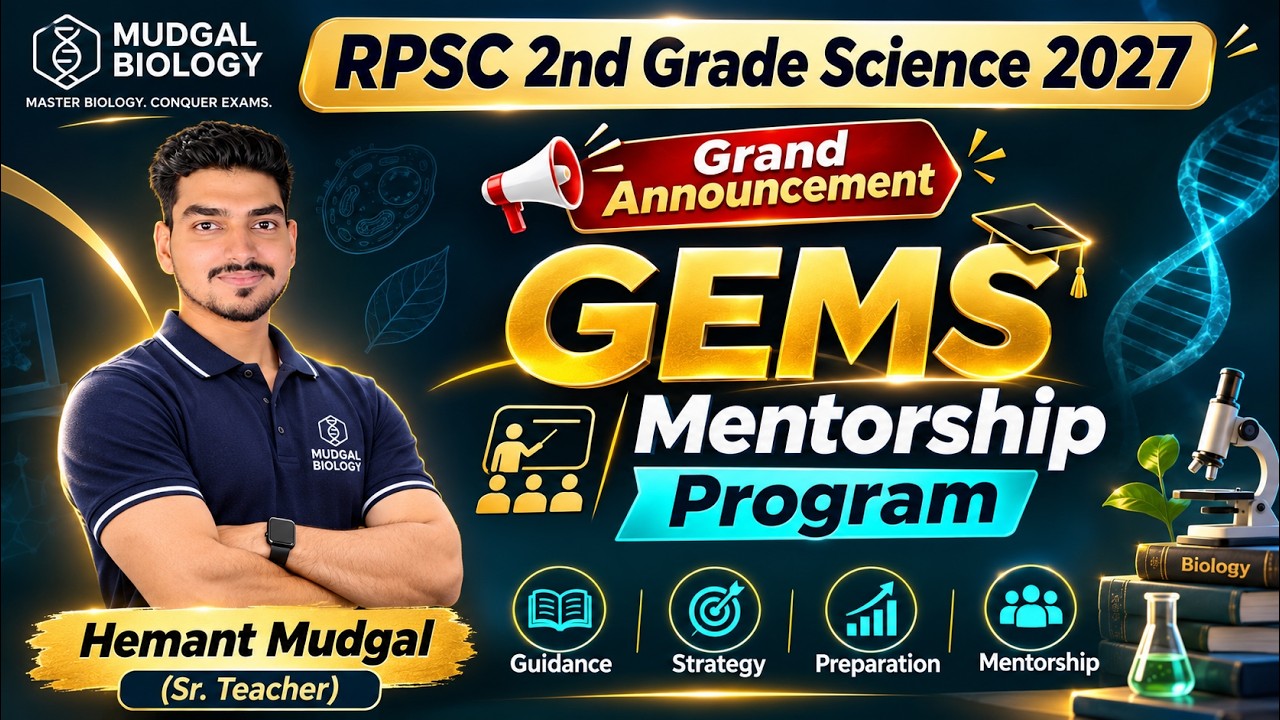 MUDGAL
BIOLOGY
MASTER BIOLOGY. CONQUER EXAMS.
RPSC 2nd Grade Science 2027
Grand
Announcement
GEMS
Mentorship
Program
MUDGAL
BIOLOGY
Biology
Guidance
Strategy
Preparation
Mentorship
Hemant Mudgal
(Sr. Teacher)